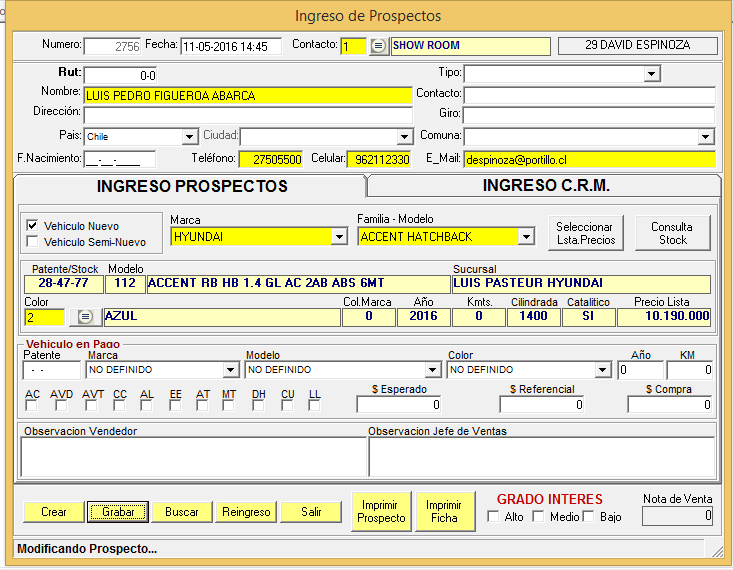 Ingreso de Prospectos
Numero: 2756 Fecha: 11-05-2016 14:45 Contacto: 1 SHOW ROOM 29 DAVID ESPINOZA
Rut: 0-0 Tipo:
Nombre: LUIS PEDRO FIGUEROA ABARCA Contacto:
Dirección: Giro:
Pais: Chile Ciudad: Comuna:
F.Nacimiento: __-__-____ Teléfono: 27505500 Celular: 962112330 E_Mail: despinoza@portillo.cl
INGRESO PROSPECTOS INGRESO C.R.M.
Vehiculo Nuevo Marca Familia - Modelo Seleccionar Lsta.Precios Consulta Stock
Vehiculo Semi-Nuevo HYUNDAI ACCENT HATCHBACK
Patente/Stock Modelo Sucursal
28-47-77 112 ACCENT RB HB 1.4 GL AC 2AB ABS 6MT LUIS PASTEUR HYUNDAI
Color Col.Marca Año Kmts. Cilindrada Catalitico Precio Lista
2 AZUL 0 2016 0 1400 SI 10.190.000
Vehiculo en Pago
Patente Marca Modelo Color Año KM
- - NO DEFINIDO NO DEFINIDO NO DEFINIDO 0 0
AC AVD AVT CC AL EE AT MT DH CU LL $ Esperado $ Referencial $ Compra
0 0 0
Observacion Vendedor Observacion Jefe de Ventas
Crear Grabar Buscar Reingreso Salir Imprimir Prospecto Imprimir Ficha GRADO INTERES Nota de Venta
Alto Medio Bajo 0
Modificando Prospecto...